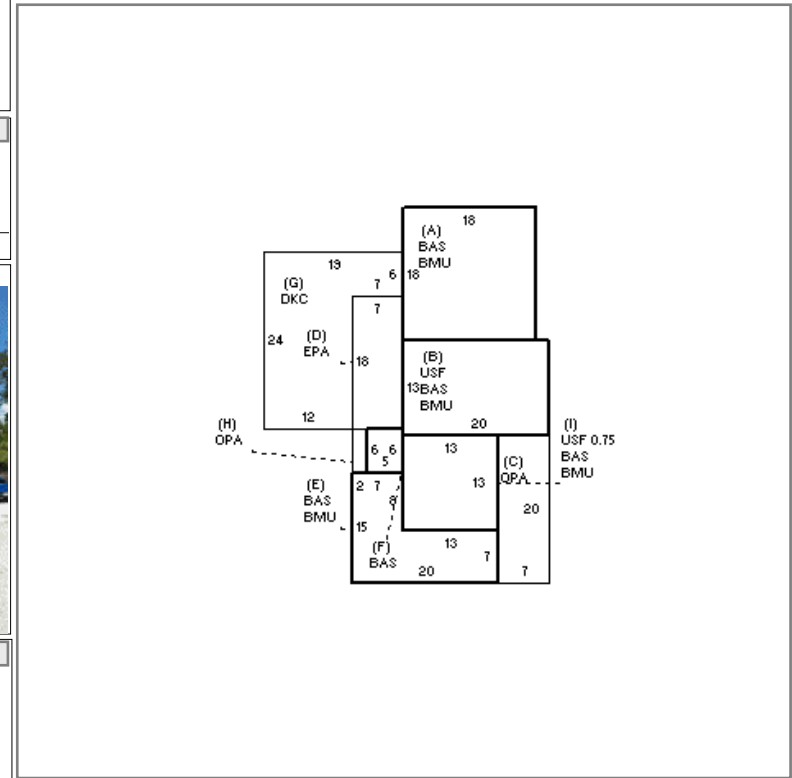 18
(A)
BAS
BMU
18
19
6
7
(G)
DKC
7
24
(D)
EPA
18
(B)
USF
BAS
BMU
13
20
12
(H)
OPA
(I)
USF 0.75
BAS
BMU
13
6 6
5
(C)
OPA
13
(E)
BAS
BMU
2 7
8
20
15
(F)
BAS
13
7
20
7